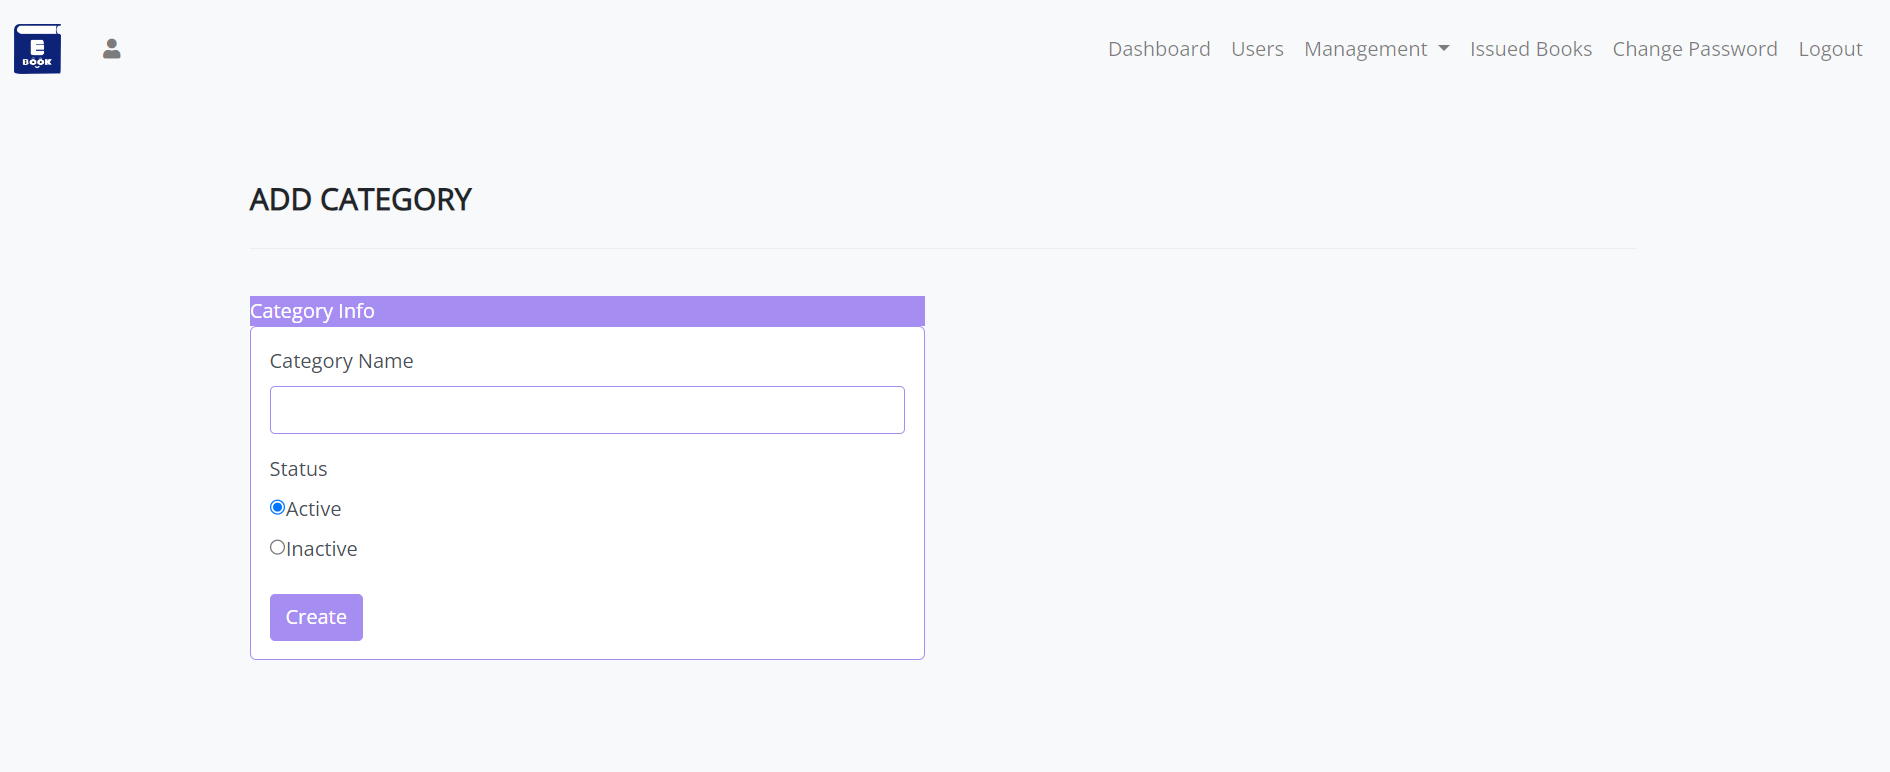 E
BOOK
Dashboard Users Management Issued Books Change Password Logout
ADD CATEGORY
Category Info
Category Name
Status
Active
Inactive
Create